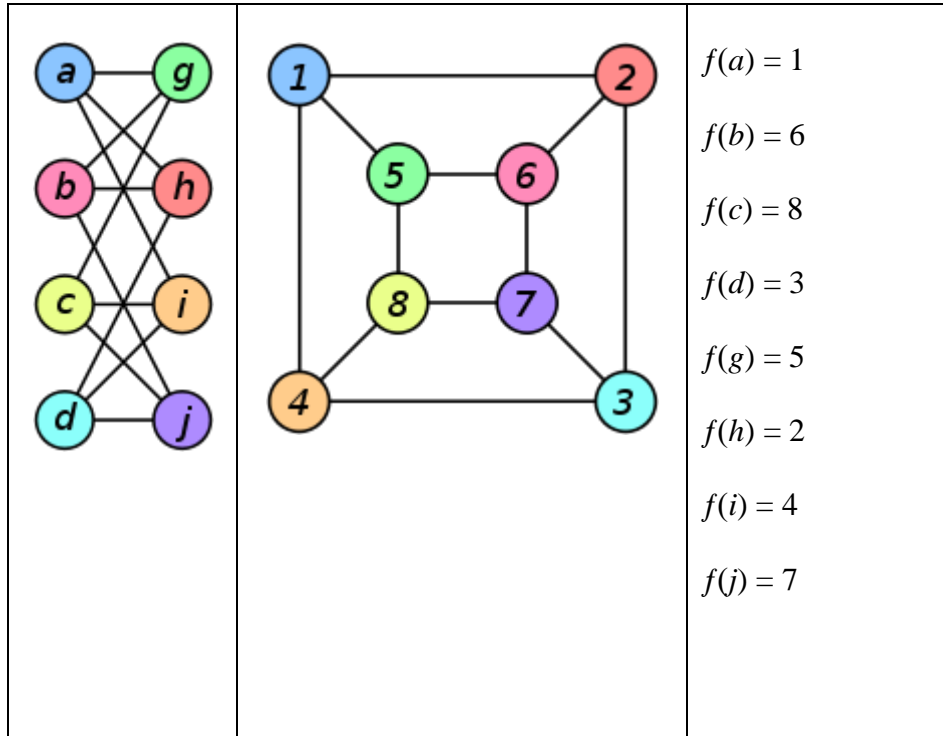 a g
b h
c i
d j
1 2
5 6
8 7
4 3
f(a) = 1
f(b) = 6
f(c) = 8
f(d) = 3
f(g) = 5
f(h) = 2
f(i) = 4
f(j) = 7